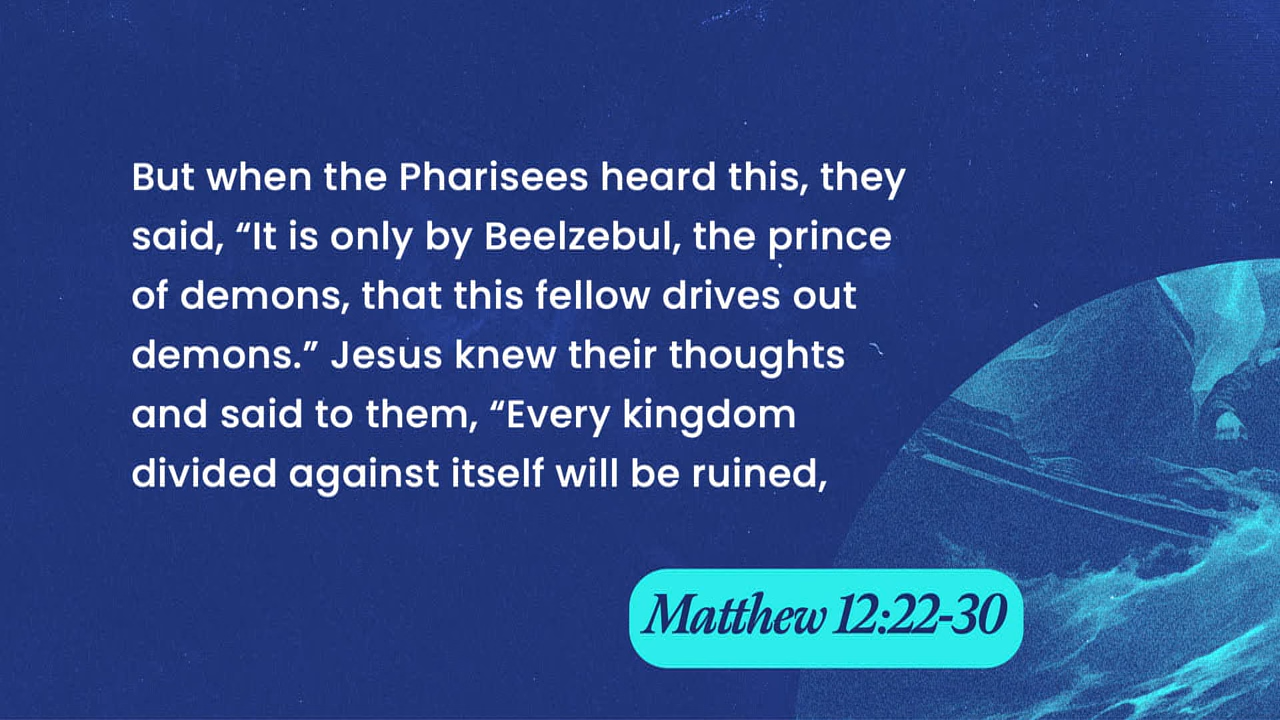 But when the Pharisees heard this, they
said, “It is only by Beelzebul, the prince
of demons, that this fellow drives out
demons.” Jesus knew their thoughts
and said to them, “Every kingdom
divided against itself will be ruined,
Matthew 12:22-30